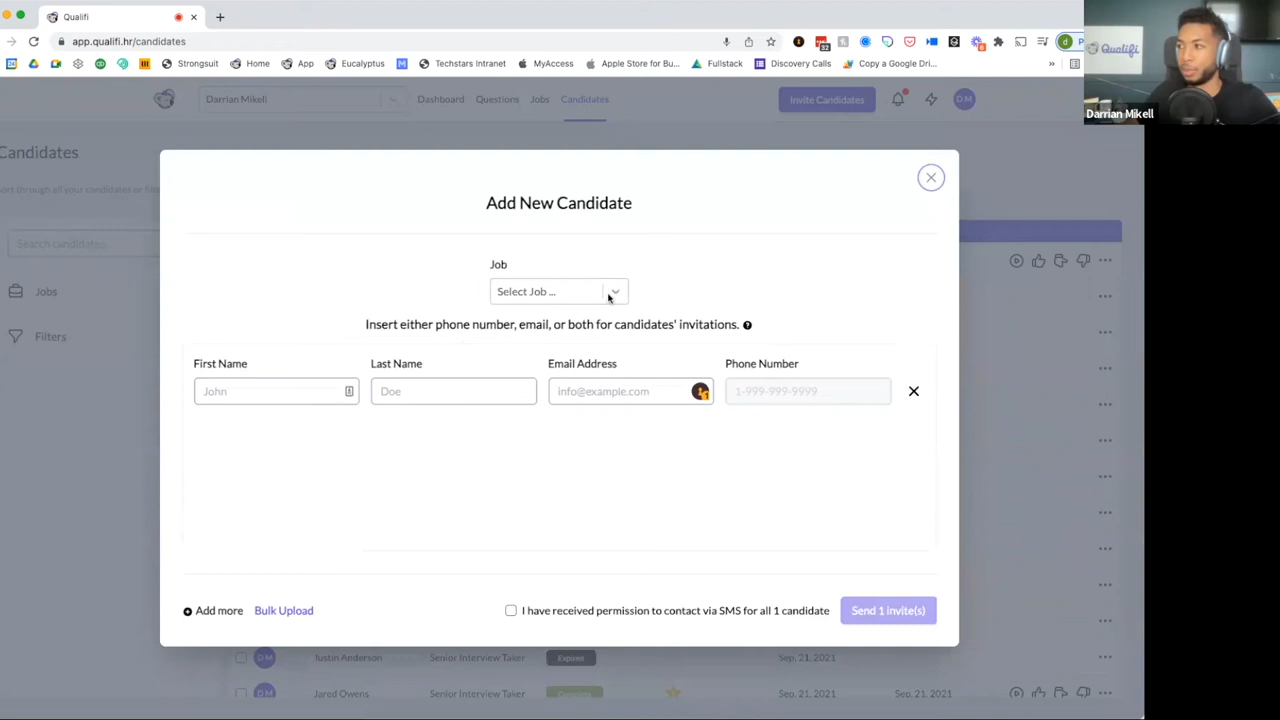 Qualifi
app.qualifi.hr/candidates
Strongsuit
Home
App
Eucalyptus
Techstars Intranet
MyAccess
Apple Store for Bu...
Fullstack
Discovery Calls
Copy a Google Dri...
Qualifi
Darrian Mikell
Darrian Mikell
Dashboard
Questions
Jobs
Candidates
Invite Candidates
DM
Candidates
Search candidates...
Jobs
Filters
Add New Candidate
Job
Select Job ...
Insert either phone number, email, or both for candidates' invitations.
First Name
Last Name
Email Address
Phone Number
John
Doe
info@example.com
1-999-999-9999
Add more
Bulk Upload
I have received permission to contact via SMS for all 1 candidate
Send 1 invite(s)
DM
Justin Anderson
Senior Interview Taker
Expired
Sep, 21, 2021
DM
Jared Owens
Senior Interview Taker
Sep, 21, 2021
Sep, 21, 2021